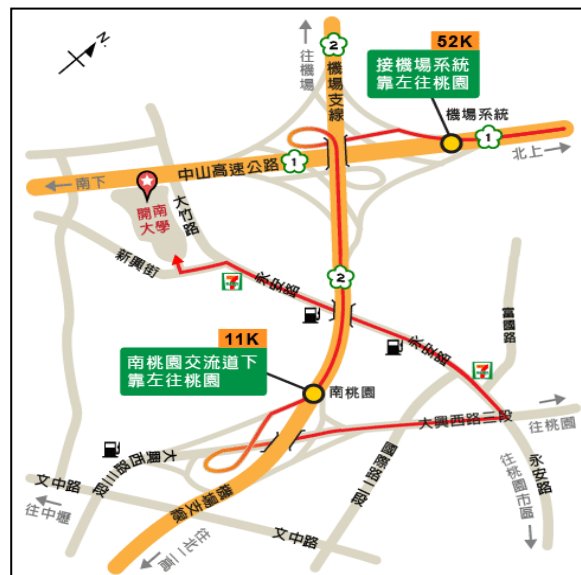 N.
2
往機場
機場支線
52K
接機場系統
靠左往桃園
機場系統
1
北上
中山高速公路
1
南下
開南
大學
大竹路
新興街
7
永安路
2
富國路
永安路
7
11K
南桃園交流道下
靠左往桃園
南桃園
大興西路二段
往桃園
大興西路三段
國際路二段
永安路
往桃園市區
文中路
往中壢
機場支線
文中路
往北二高